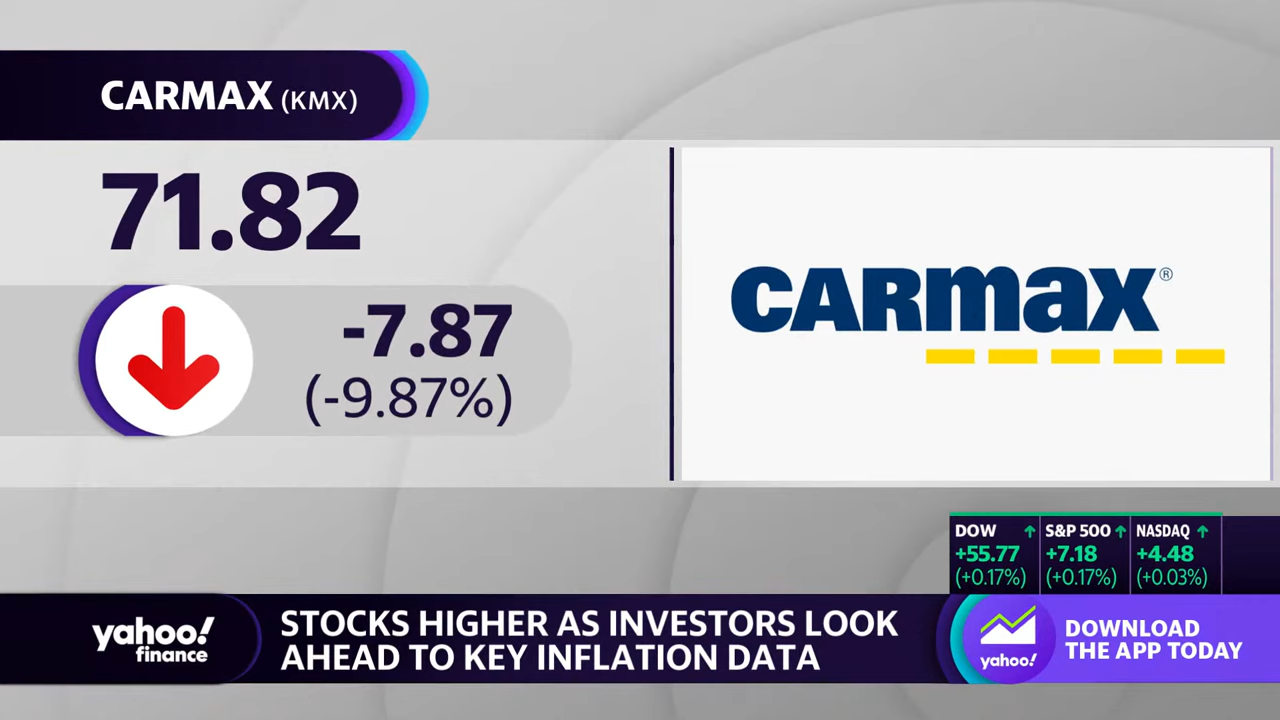 CARMAX (KMX)
71.82
-7.87
(-9.87%)
CARMAX®
DOW
+55.77
(+0.17%)
S&P 500
+7.18
(+0.17%)
NASDAQ
+4.48
(+0.03%)
yahoo!
finance
STOCKS HIGHER AS INVESTORS LOOK
AHEAD TO KEY INFLATION DATA
yahoo!
DOWNLOAD
THE APP TODAY